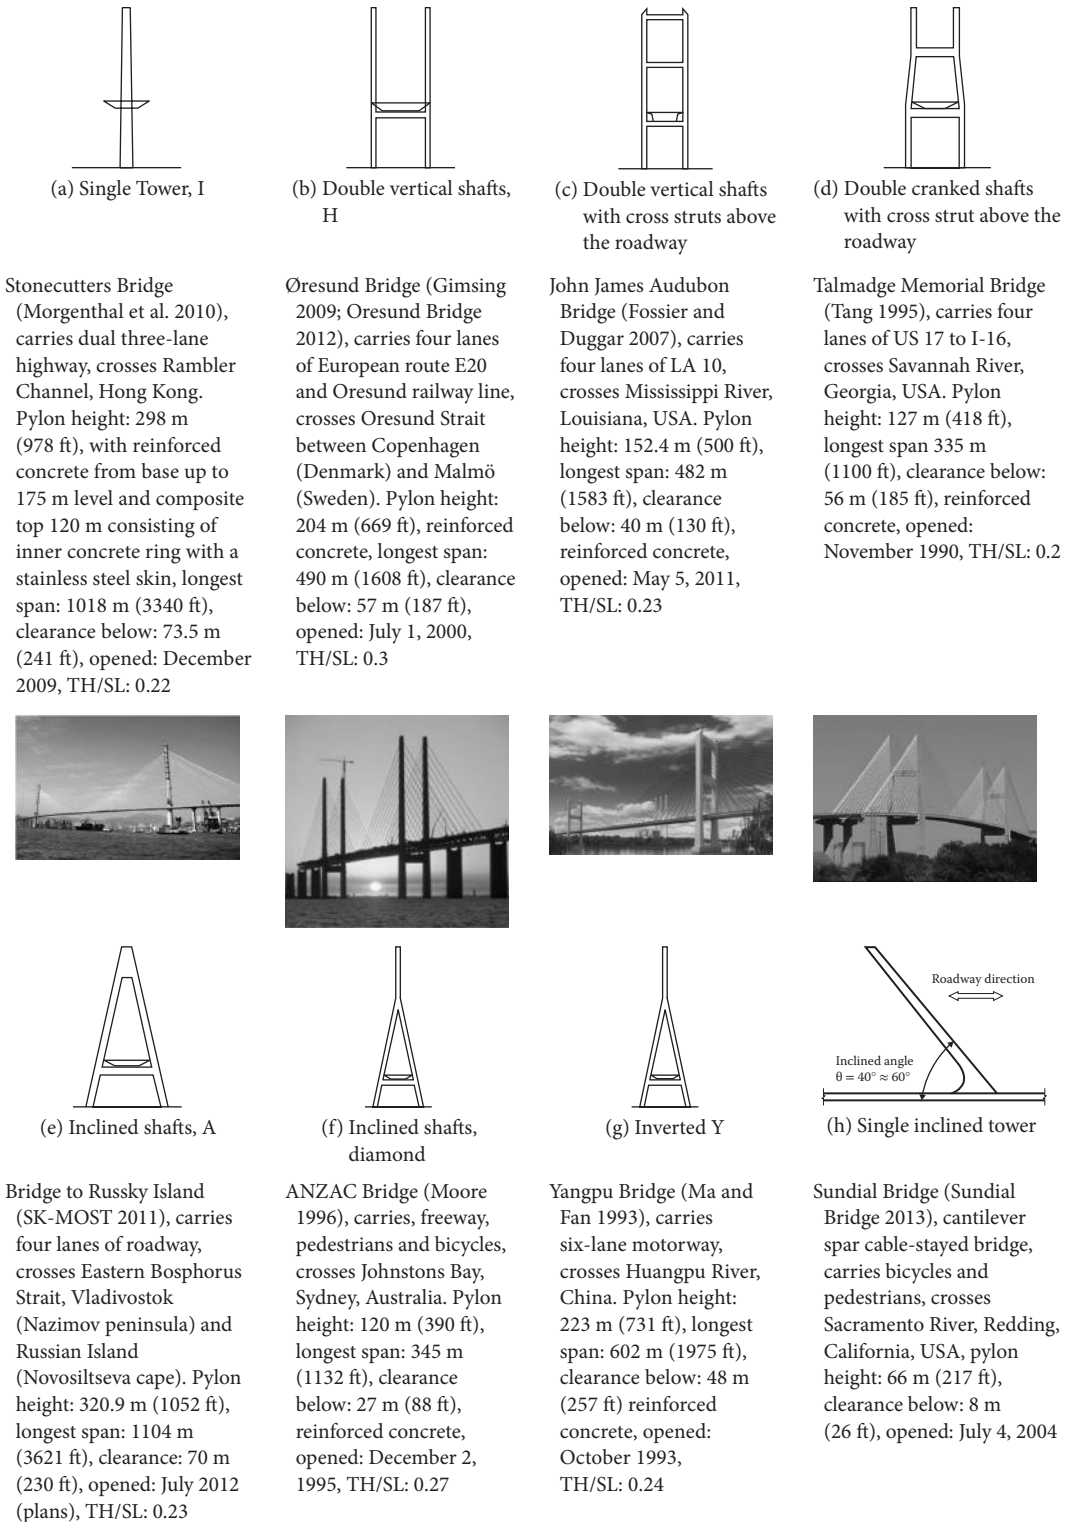 (a) Single Tower, I
(b) Double vertical shafts,
H
(c) Double vertical shafts
with cross struts above
the roadway
(d) Double cranked shafts
with cross strut above the
roadway
Stonecutters Bridge
(Morgenthal et al. 2010),
carries dual three-lane
highway, crosses Rambler
Channel, Hong Kong.
Pylon height: 298 m
(978 ft), with reinforced
concrete from base up to
175 m level and composite
top 120 m consisting of
inner concrete ring with a
stainless steel skin, longest
span: 1018 m (3340 ft),
clearance below: 73.5 m
(241 ft), opened: December
2009, TH/SL: 0.22
Øresund Bridge (Gimsing
2009; Oresund Bridge
2012), carries four lanes
of European route E20
and Oresund railway line,
crosses Oresund Strait
between Copenhagen
(Denmark) and Malmö
(Sweden). Pylon height:
204 m (669 ft), reinforced
concrete, longest span:
490 m (1608 ft), clearance
below: 57 m (187 ft),
opened: July 1, 2000,
TH/SL: 0.3
John James Audubon
Bridge (Fossier and
Duggar 2007), carries
four lanes of LA 10,
crosses Mississippi River,
Louisiana, USA. Pylon
height: 152.4 m (500 ft),
longest span: 482 m
(1583 ft), clearance
below: 40 m (130 ft),
reinforced concrete,
opened: May 5, 2011,
TH/SL: 0.23
Talmadge Memorial Bridge
(Tang 1995), carries four
lanes of US 17 to I-16,
crosses Savannah River,
Georgia, USA. Pylon
height: 127 m (418 ft),
longest span 335 m
(1100 ft), clearance below:
56 m (185 ft), reinforced
concrete, opened:
November 1990, TH/SL: 0.2
Roadway direction
Inclined angle
θ = 40° ≈ 60°
(e) Inclined shafts, A
(f) Inclined shafts,
diamond
(g) Inverted Y
(h) Single inclined tower
Bridge to Russky Island
(SK-MOST 2011), carries
four lanes of roadway,
crosses Eastern Bosphorus
Strait, Vladivostok
(Nazimov peninsula) and
Russian Island
(Novosiltseva cape). Pylon
height: 320.9 m (1052 ft),
longest span: 1104 m
(3621 ft), clearance: 70 m
(230 ft), opened: July 2012
(plans), TH/SL: 0.23
ANZAC Bridge (Moore
1996), carries, freeway,
pedestrians and bicycles,
crosses Johnstons Bay,
Sydney, Australia. Pylon
height: 120 m (390 ft),
longest span: 345 m
(1132 ft), clearance
below: 27 m (88 ft),
reinforced concrete,
opened: December 2,
1995, TH/SL: 0.27
Yangpu Bridge (Ma and
Fan 1993), carries
six-lane motorway,
crosses Huangpu River,
China. Pylon height:
223 m (731 ft), longest
span: 602 m (1975 ft),
clearance below: 48 m
(257 ft) reinforced
concrete, opened:
October 1993,
TH/SL: 0.24
Sundial Bridge (Sundial
Bridge 2013), cantilever
spar cable-stayed bridge,
carries bicycles and
pedestrians, crosses
Sacramento River, Redding,
California, USA, pylon
height: 66 m (217 ft),
clearance below: 8 m
(26 ft), opened: July 4, 2004